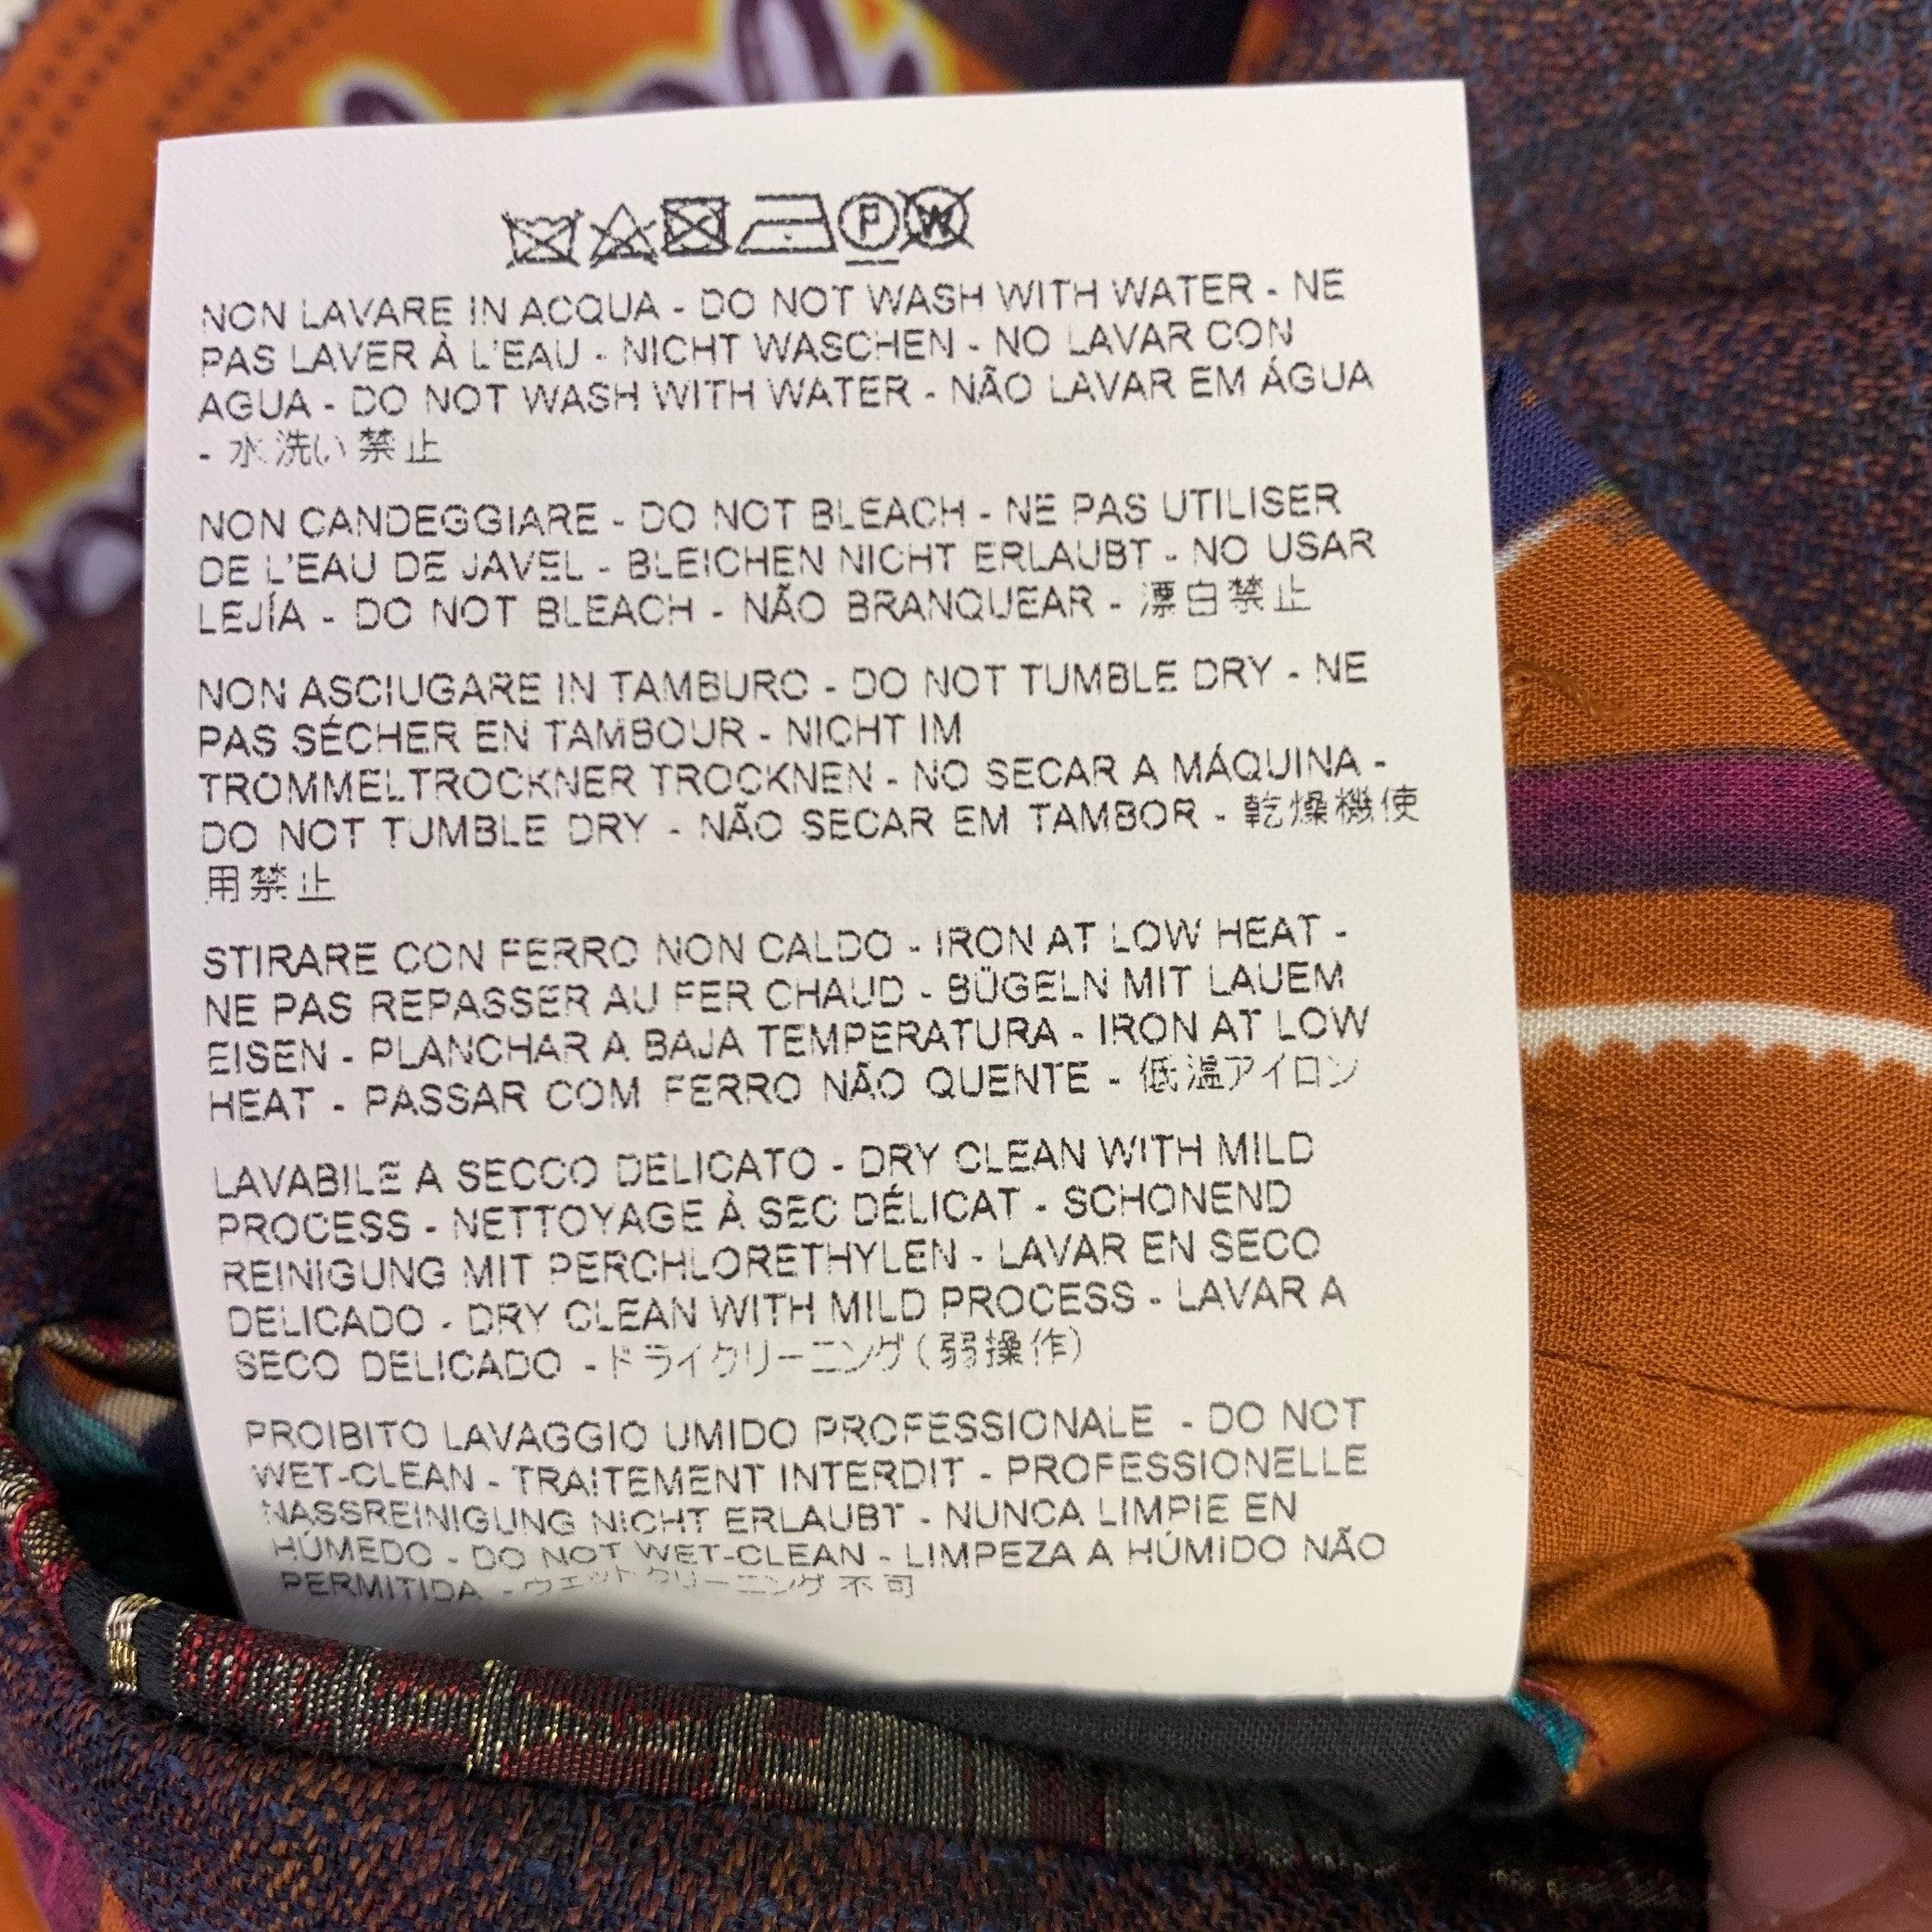 P W
NON LAVARE IN ACQUA - DO NOT WASH WITH WATER - NE
PAS LAVER À L'EAU - NICHT WASCHEN - NO LAVAR CON
AGUA - DO NOT WASH WITH WATER - NÃO LAVAR EM ÁGUA
- 水洗い禁止
NON CANDEGGIARE - DO NOT BLEACH - NE PAS UTILISER
DE L'EAU DE JAVEL - BLEICHEN NICHT ERLAUBT - NO USAR
LEJÍA - DO NOT BLEACH - NÃO BRANQUEAR - 漂白禁止
NON ASCIUGARE IN TAMBURO - DO NOT TUMBLE DRY - NE
PAS SÉCHER EN TAMBOUR - NICHT IM
TROMMELTROCKNER TROCKNEN - NO SECAR A MÁQUINA -
DO NOT TUMBLE DRY - NÃO SECAR EM TAMBOR - 乾燥機使
用禁止
STIRARE CON FERRO NON CALDO - IRON AT LOW HEAT -
NE PAS REPASSER AU FER CHAUD - BÜGELN MIT LAUEM
EISEN - PLANCHAR A BAJA TEMPERATURA - IRON AT LOW
HEAT - PASSAR COM FERRO NÃO QUENTE - 低温アイロン
LAVABILE A SECCO DELICATO - DRY CLEAN WITH MILD
PROCESS - NETTOYAGE À SEC DÉLICAT - SCHONEND
REINIGUNG MIT PERCHLORETHYLEN - LAVAR EN SECO
DELICADO - DRY CLEAN WITH MILD PROCESS - LAVAR A
SECO DELICADO - ドライクリーニング(弱操作)
PROIBITO LAVAGGIO UMIDO PROFESSIONALE - DO NOT
WET-CLEAN - TRAITEMENT INTERDIT - PROFESSIONELLE
NASSREINIGUNG NICHT ERLAUBT - NUNCA LIMPIE EN
HÚMEDO - DO NOT WET-CLEAN - LIMPEZA A HÚMIDO NÃO
PERMITIDA - ウェットクリーニング不可